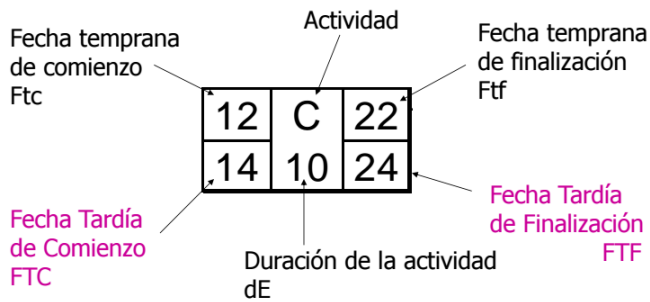 Actividad
Fecha temprana
de comienzo
Ftc
Fecha temprana
de finalización
Ftf
12 C 22
14 10 24
Fecha Tardía
de Comienzo
FTC
Duración de la actividad
dE
Fecha Tardía
de Finalización
FTF